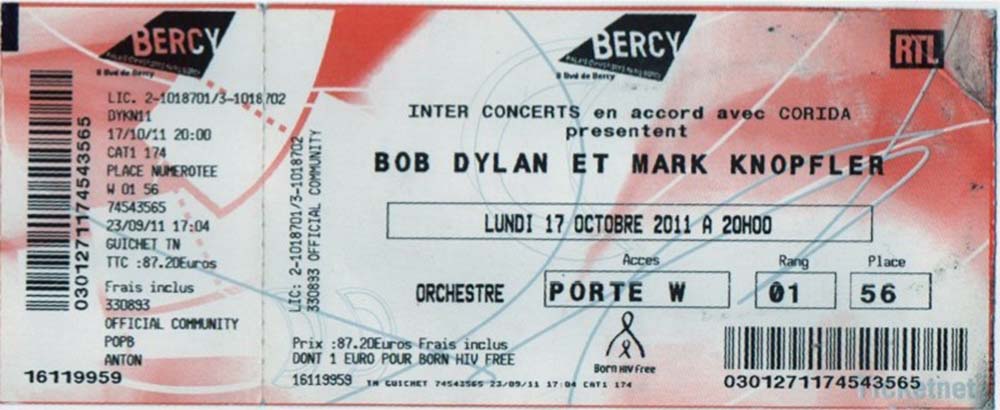 BERCY
8 Bvd de Bercy
LIC. 2-1018701/3-1018702
DYKN11
17/10/11 20:00
CAT1 174
PLACE NUMEROTEE
W 01 56
74543565
23/09/11 17:04
GUICHET TN
TTC :87.20Euros
Frais inclus
330893
OFFICIAL COMMUNITY
POPB
ANTON
16119959
0301271174543565
LIC: 2-1018701/3-1018702
330893 OFFICIAL COMMUNITY
BERCY
8 Bvd de Bercy
RTL
INTER CONCERTS en accord avec CORIDA
presentent
BOB DYLAN ET MARK KNOPFLER
LUNDI 17 OCTOBRE 2011 A 20H00
Acces Rang Place
ORCHESTRE PORTE W 01 56
Prix :87.20Euros Frais inclus
DONT 1 EURO POUR BORN HIV FREE
Born HIV Free
16119959 TN GUICHET 74543565 23/09/11 17:04 CAT1 174
0301271174543565
Ticketnet